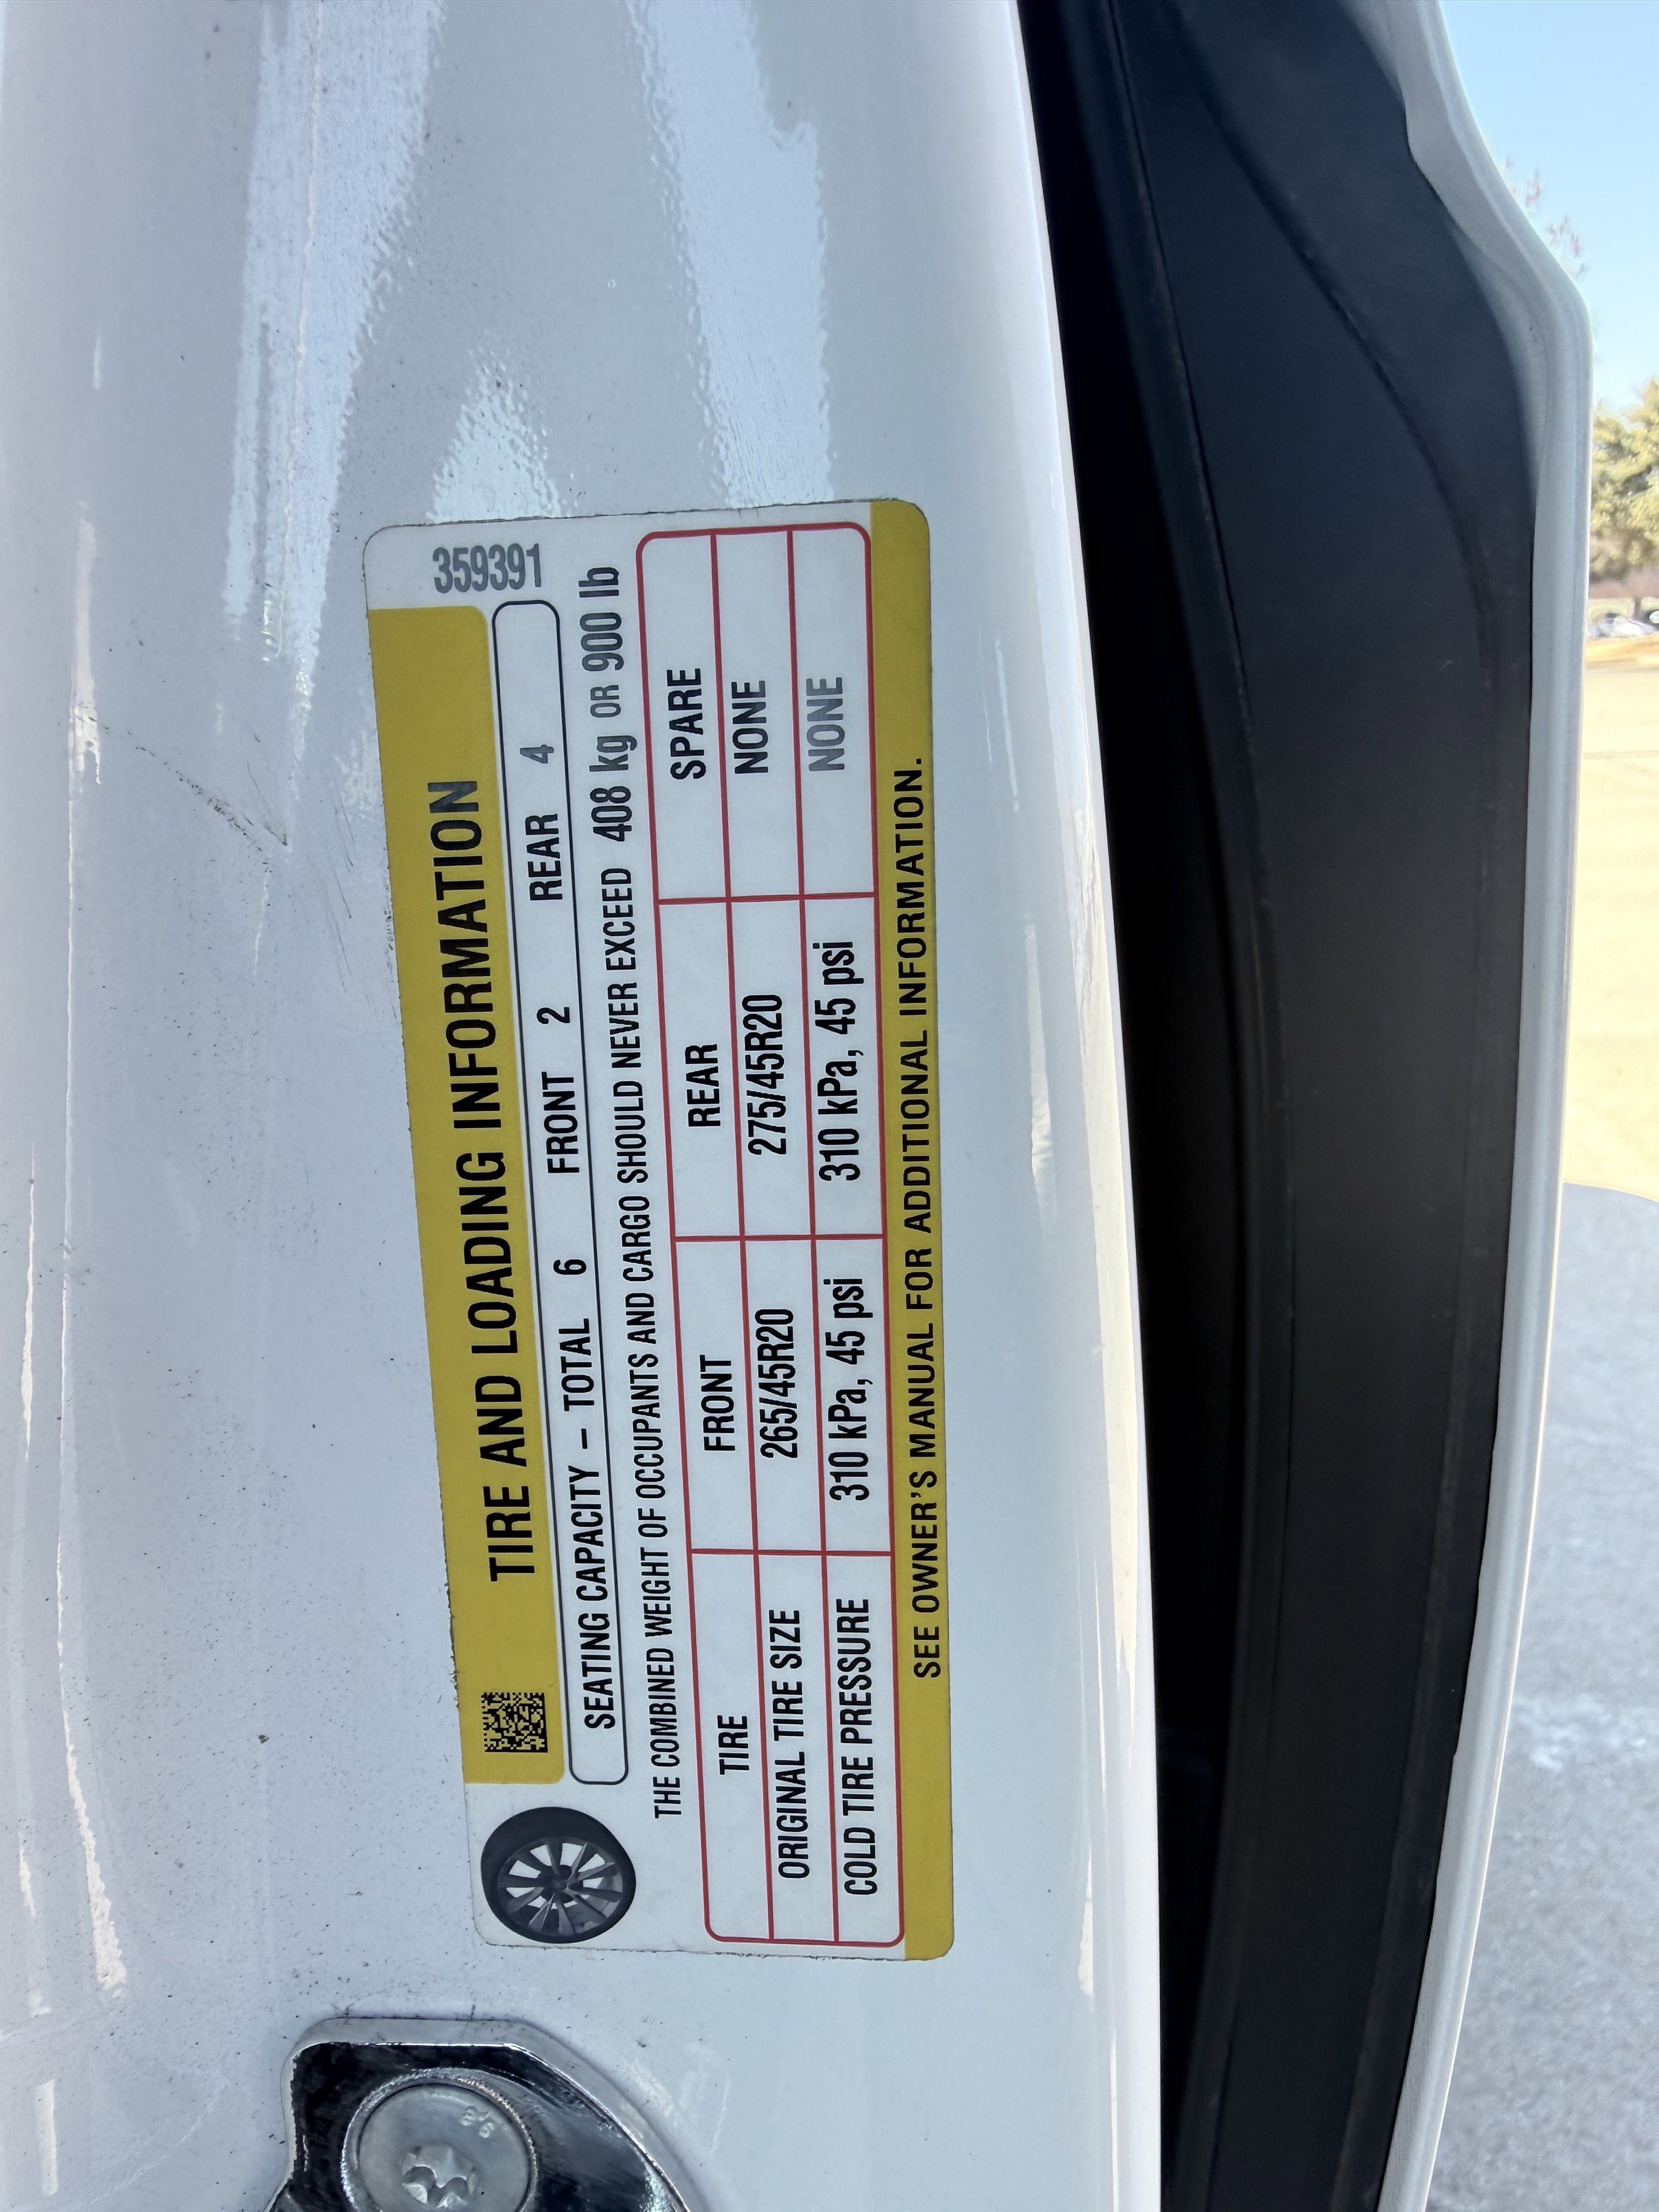 359391
TIRE AND LOADING INFORMATION
SEATING CAPACITY – TOTAL 6 FRONT 2 REAR 4
THE COMBINED WEIGHT OF OCCUPANTS AND CARGO SHOULD NEVER EXCEED 408 kg OR 900 lb
TIRE FRONT REAR SPARE
ORIGINAL TIRE SIZE 265/45R20 275/45R20 NONE
COLD TIRE PRESSURE 310 kPa, 45 psi 310 kPa, 45 psi NONE
SEE OWNER'S MANUAL FOR ADDITIONAL INFORMATION.